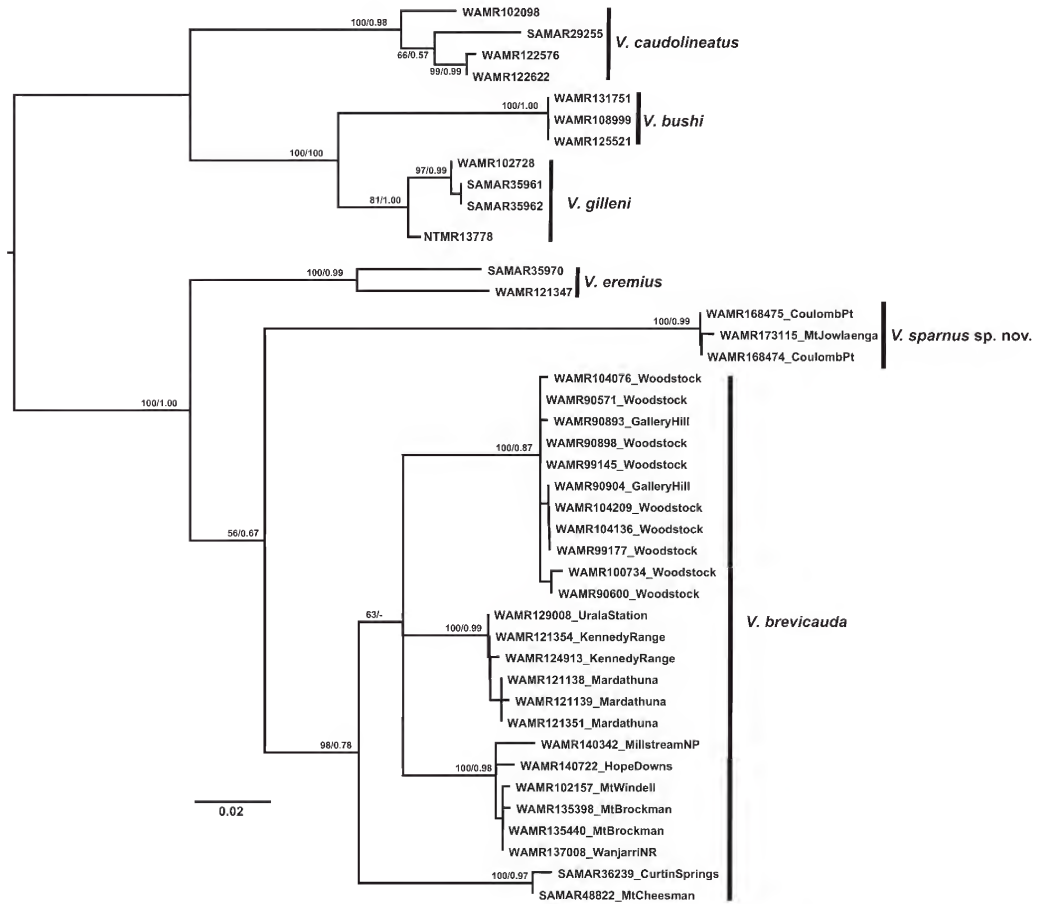 WAMR102098
100/0.98
SAMAR29255
V. caudolineatus
66/0.57
WAMR122576
99/0.99
WAMR122622
WAMR131751
100/1.00
WAMR108999
V. bushi
WAMR125521
100/100
WAMR102728
97/0.99
SAMAR35961
81/1.00
SAMAR35962
V. gilleni
NTMR13778
SAMAR35970
100/0.99
V. eremius
WAMR121347
WAMR168475_CoulombPt
100/0.99
WAMR173115_MtJowlaenga
V. sparnus sp. nov.
WAMR168474_CoulombPt
WAMR104076_Woodstock
100/1.00
WAMR90571_Woodstock
WAMR90893_GalleryHill
WAMR90898_Woodstock
100/0.87
WAMR99145_Woodstock
WAMR90904_GalleryHill
WAMR104209_Woodstock
WAMR104136_Woodstock
56/0.67
WAMR99177_Woodstock
WAMR100734_Woodstock
WAMR90600_Woodstock
63/-
WAMR129008_UralaStation
V. brevicauda
100/0.99
WAMR121354_KennedyRange
WAMR124913_KennedyRange
WAMR121138_Mardathuna
WAMR121139_Mardathuna
WAMR121351_Mardathuna
98/0.78
WAMR140342_MillstreamNP
100/0.98
WAMR140722_HopeDowns
WAMR102157_MtWindell
0.02
WAMR135398_MtBrockman
WAMR135440_MtBrockman
WAMR137008_WanjarriNR
100/0.97
SAMAR36239_CurtinSprings
SAMAR48822_MtCheesman